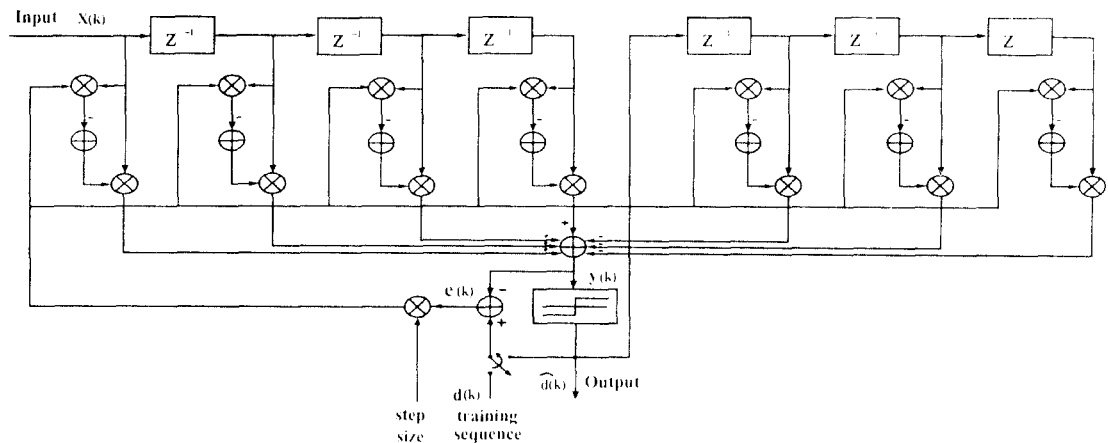 Input X(k)
Z⁻¹ Z⁻¹ Z⁻¹ Z⁻¹ Z⁻¹ Z
- - - - - - -
+
y(k)
e(k) -
+
d̂(k) Output
d(k)
step training
size sequence